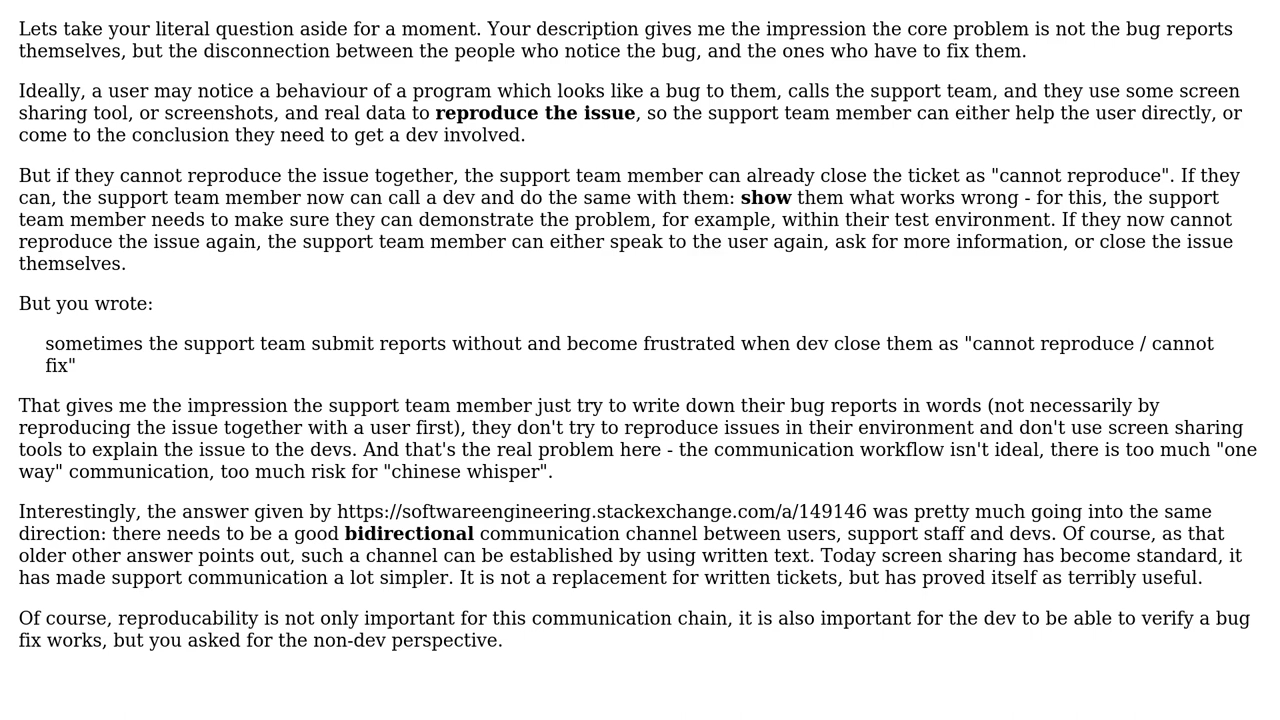 Lets take your literal question aside for a moment. Your description gives me the impression the core problem is not the bug reports
themselves, but the disconnection between the people who notice the bug, and the ones who have to fix them.
Ideally, a user may notice a behaviour of a program which looks like a bug to them, calls the support team, and they use some screen
sharing tool, or screenshots, and real data to reproduce the issue, so the support team member can either help the user directly, or
come to the conclusion they need to get a dev involved.
But if they cannot reproduce the issue together, the support team member can already close the ticket as "cannot reproduce". If they
can, the support team member now can call a dev and do the same with them: show them what works wrong - for this, the support
team member needs to make sure they can demonstrate the problem, for example, within their test environment. If they now cannot
reproduce the issue again, the support team member can either speak to the user again, ask for more information, or close the issue
themselves.
But you wrote:
sometimes the support team submit reports without and become frustrated when dev close them as "cannot reproduce / cannot
fix"
That gives me the impression the support team member just try to write down their bug reports in words (not necessarily by
reproducing the issue together with a user first), they don't try to reproduce issues in their environment and don't use screen sharing
tools to explain the issue to the devs. And that's the real problem here - the communication workflow isn't ideal, there is too much "one
way" communication, too much risk for "chinese whisper".
Interestingly, the answer given by https://softwareengineering.stackexchange.com/a/149146 was pretty much going into the same
direction: there needs to be a good bidirectional communication channel between users, support staff and devs. Of course, as that
older other answer points out, such a channel can be established by using written text. Today screen sharing has become standard, it
has made support communication a lot simpler. It is not a replacement for written tickets, but has proved itself as terribly useful.
Of course, reproducability is not only important for this communication chain, it is also important for the dev to be able to verify a bug
fix works, but you asked for the non-dev perspective.